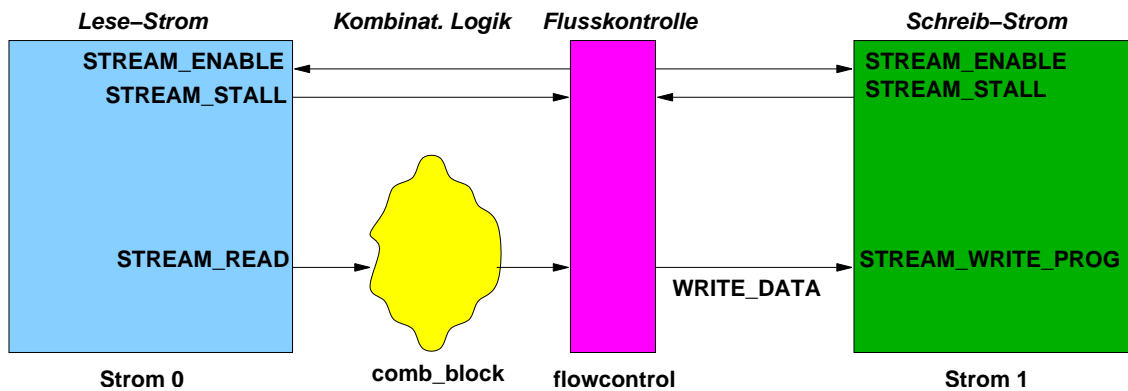 Lese–Strom
Kombinat. Logik
Flusskontrolle
Schreib–Strom
STREAM_ENABLE
STREAM_ENABLE
STREAM_STALL
STREAM_STALL
STREAM_READ
STREAM_WRITE_PROG
WRITE_DATA
Strom 0
comb_block
flowcontrol
Strom 1